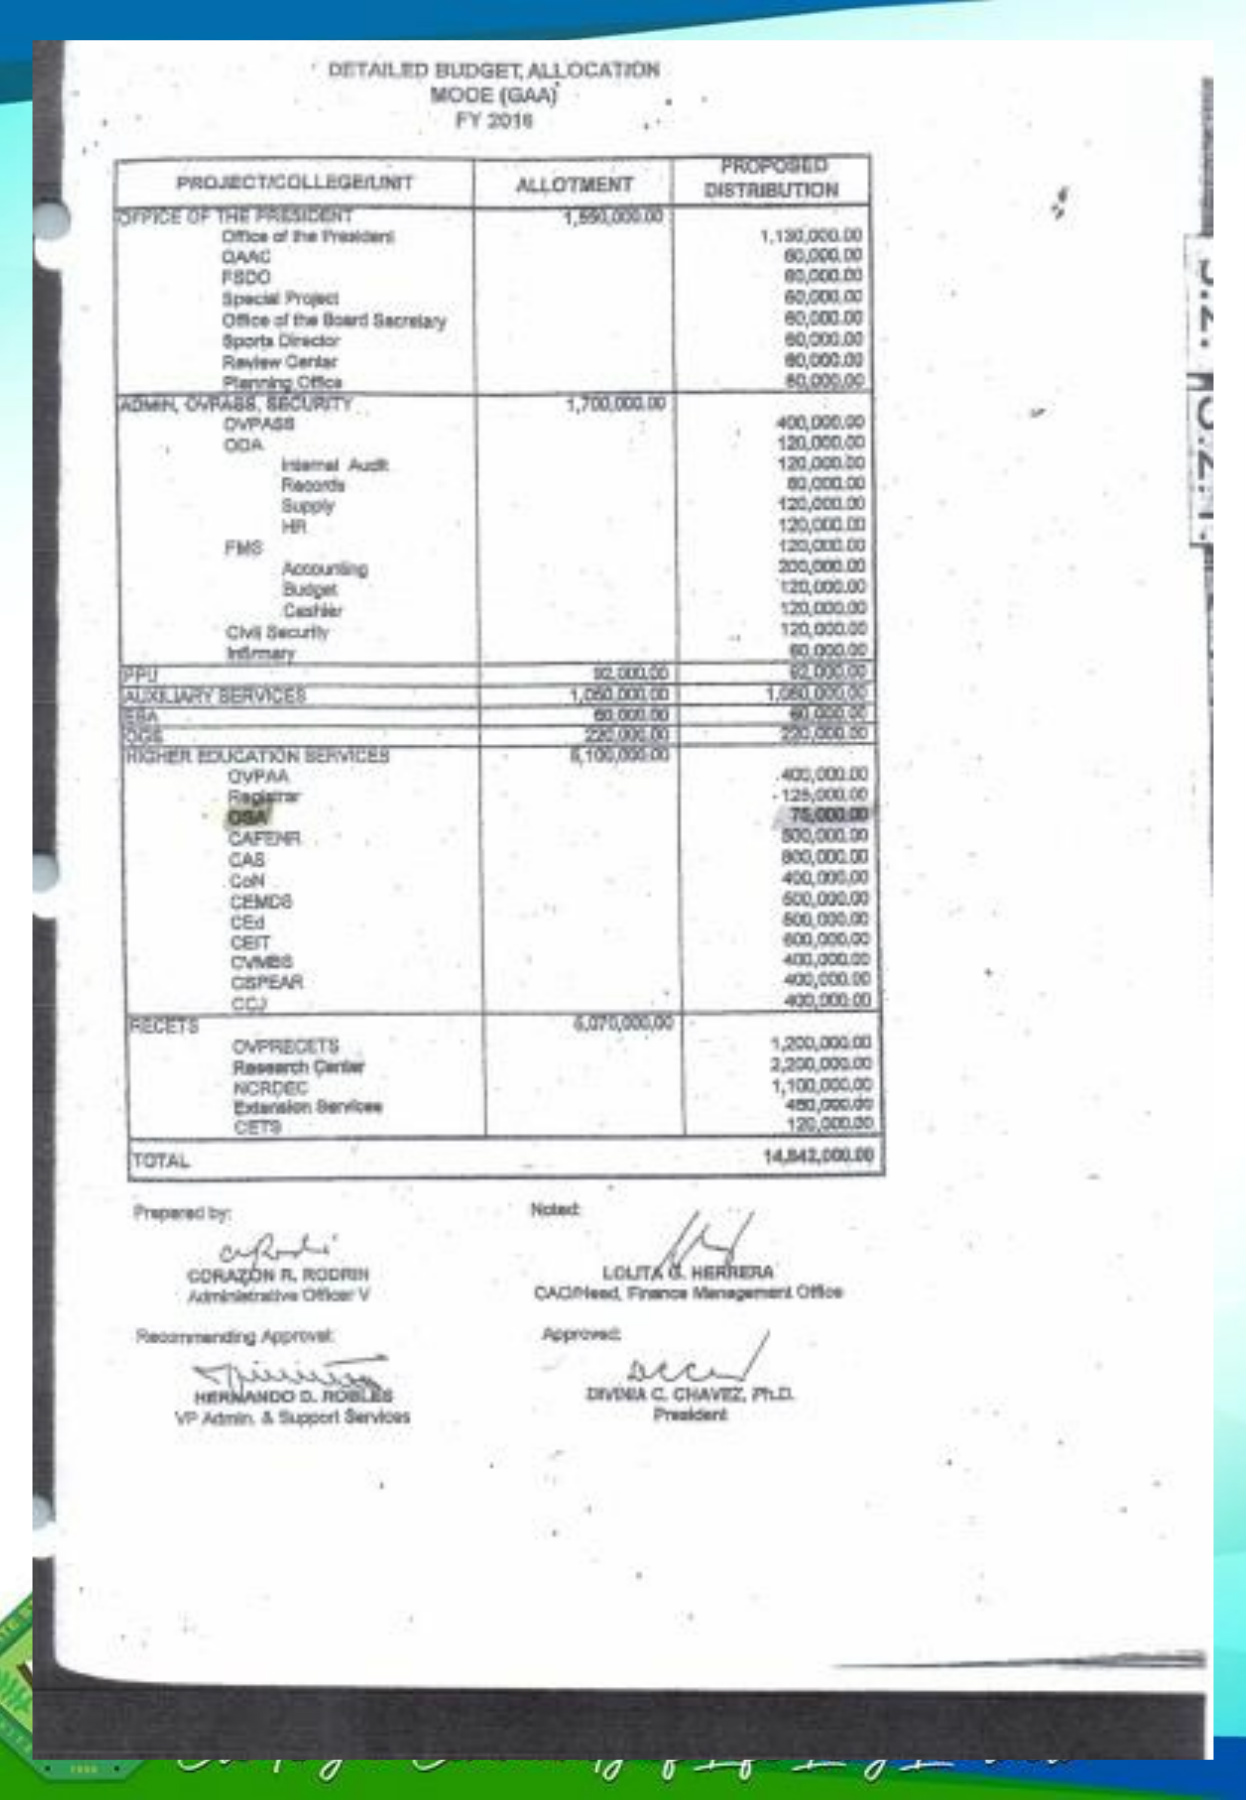 DETAILED BUDGET ALLOCATION
MOOE (GAA)
FY 2016
PROJECT/COLLEGE/UNIT ALLOTMENT PROPOSED DISTRIBUTION
OFFICE OF THE PRESIDENT 1,550,000.00
Office of the President 1,130,000.00
QAAC 60,000.00
FSDO 60,000.00
Special Project 60,000.00
Office of the Board Secretary 60,000.00
Sports Director 60,000.00
Review Center 60,000.00
Planning Office 60,000.00
ADMIN, OVPASS, SECURITY 1,700,000.00
OVPASS 400,000.00
ODA 120,000.00
Internal Audit 120,000.00
Records 80,000.00
Supply 120,000.00
HR 120,000.00
FMS 120,000.00
Accounting 200,000.00
Budget 120,000.00
Cashier 120,000.00
Civil Security 120,000.00
Infirmary 60,000.00
PPU 92,000.00 92,000.00
AUXILIARY SERVICES 1,050,000.00 1,050,000.00
60,000.00 60,000.00
220,000.00 220,000.00
HIGHER EDUCATION SERVICES 5,100,000.00
OVPAA 400,000.00
Registrar 125,000.00
OSA 75,000.00
CAFENR 500,000.00
CAS 800,000.00
CoN 400,000.00
CEMDS 500,000.00
CEd 500,000.00
CEIT 600,000.00
CVMBS 400,000.00
CSPEAR 400,000.00
CCJ 400,000.00
RECETS 5,070,000.00
OVPRECETS 1,200,000.00
Research Center 2,200,000.00
NCRDEC 1,100,000.00
Extension Services 450,000.00
CETS 120,000.00
TOTAL 14,842,000.00
Prepared by: Noted:
CORAZON R. RODRIN LOLITA G. HERRERA
Administrative Officer V CAO/Head, Finance Management Office
Recommending Approval: Approved:
HERNANDO D. ROBLES DIVINIA C. CHAVEZ, Ph.D.
VP Admin. & Support Services President